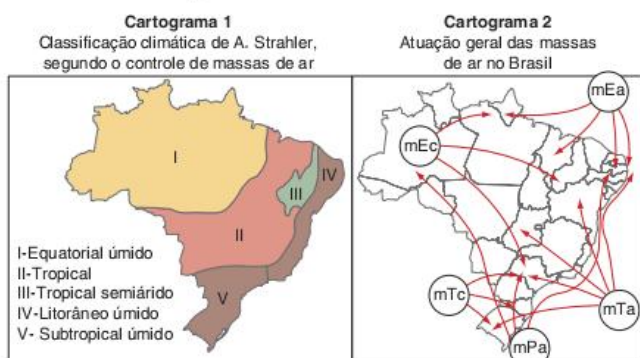 Cartograma 1
Classificação climática de A. Strahler,
segundo o controle de massas de ar
I
II
III
IV
V
I-Equatorial úmido
II-Tropical
III-Tropical semiárido
IV-Litorâneo úmido
V- Subtropical úmido
Cartograma 2
Atuação geral das massas
de ar no Brasil
mEa
mEc
mTc
mTa
mPa